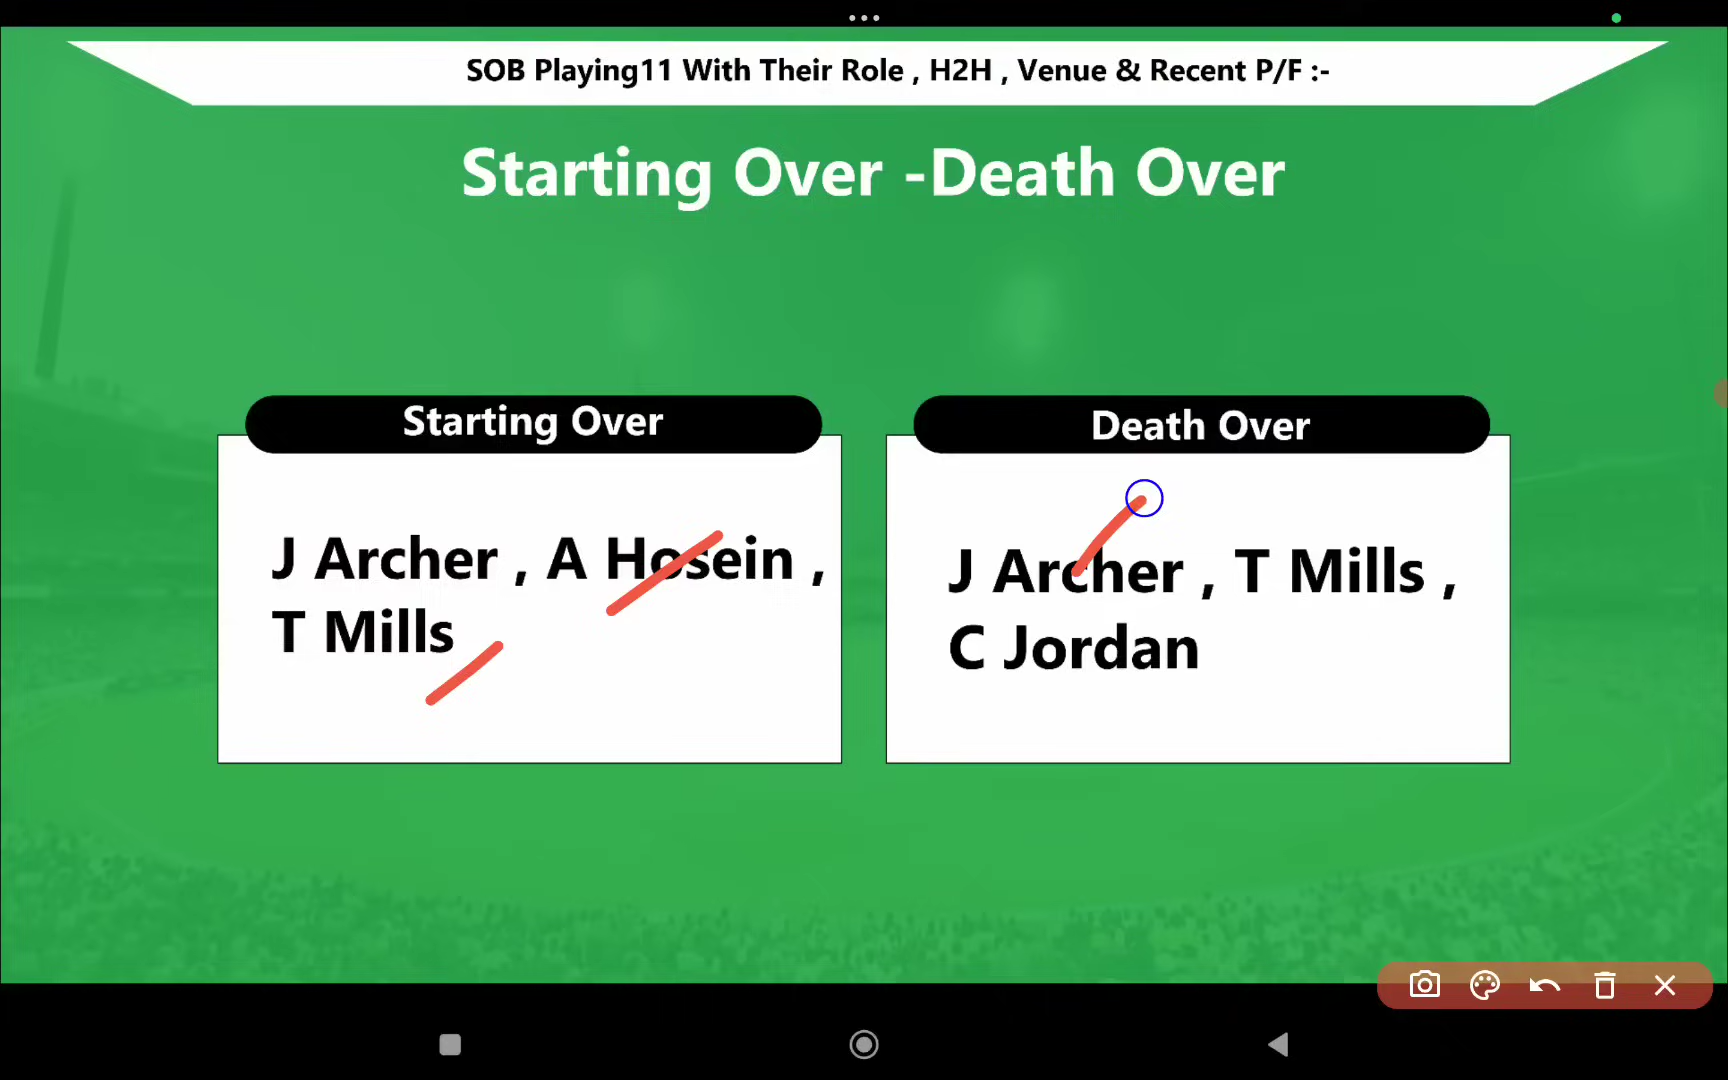 SOB Playing11 With Their Role , H2H , Venue & Recent P/F :-
Starting Over -Death Over
Starting Over
J Archer , A Hosein ,
T Mills
Death Over
J Archer , T Mills ,
C Jordan